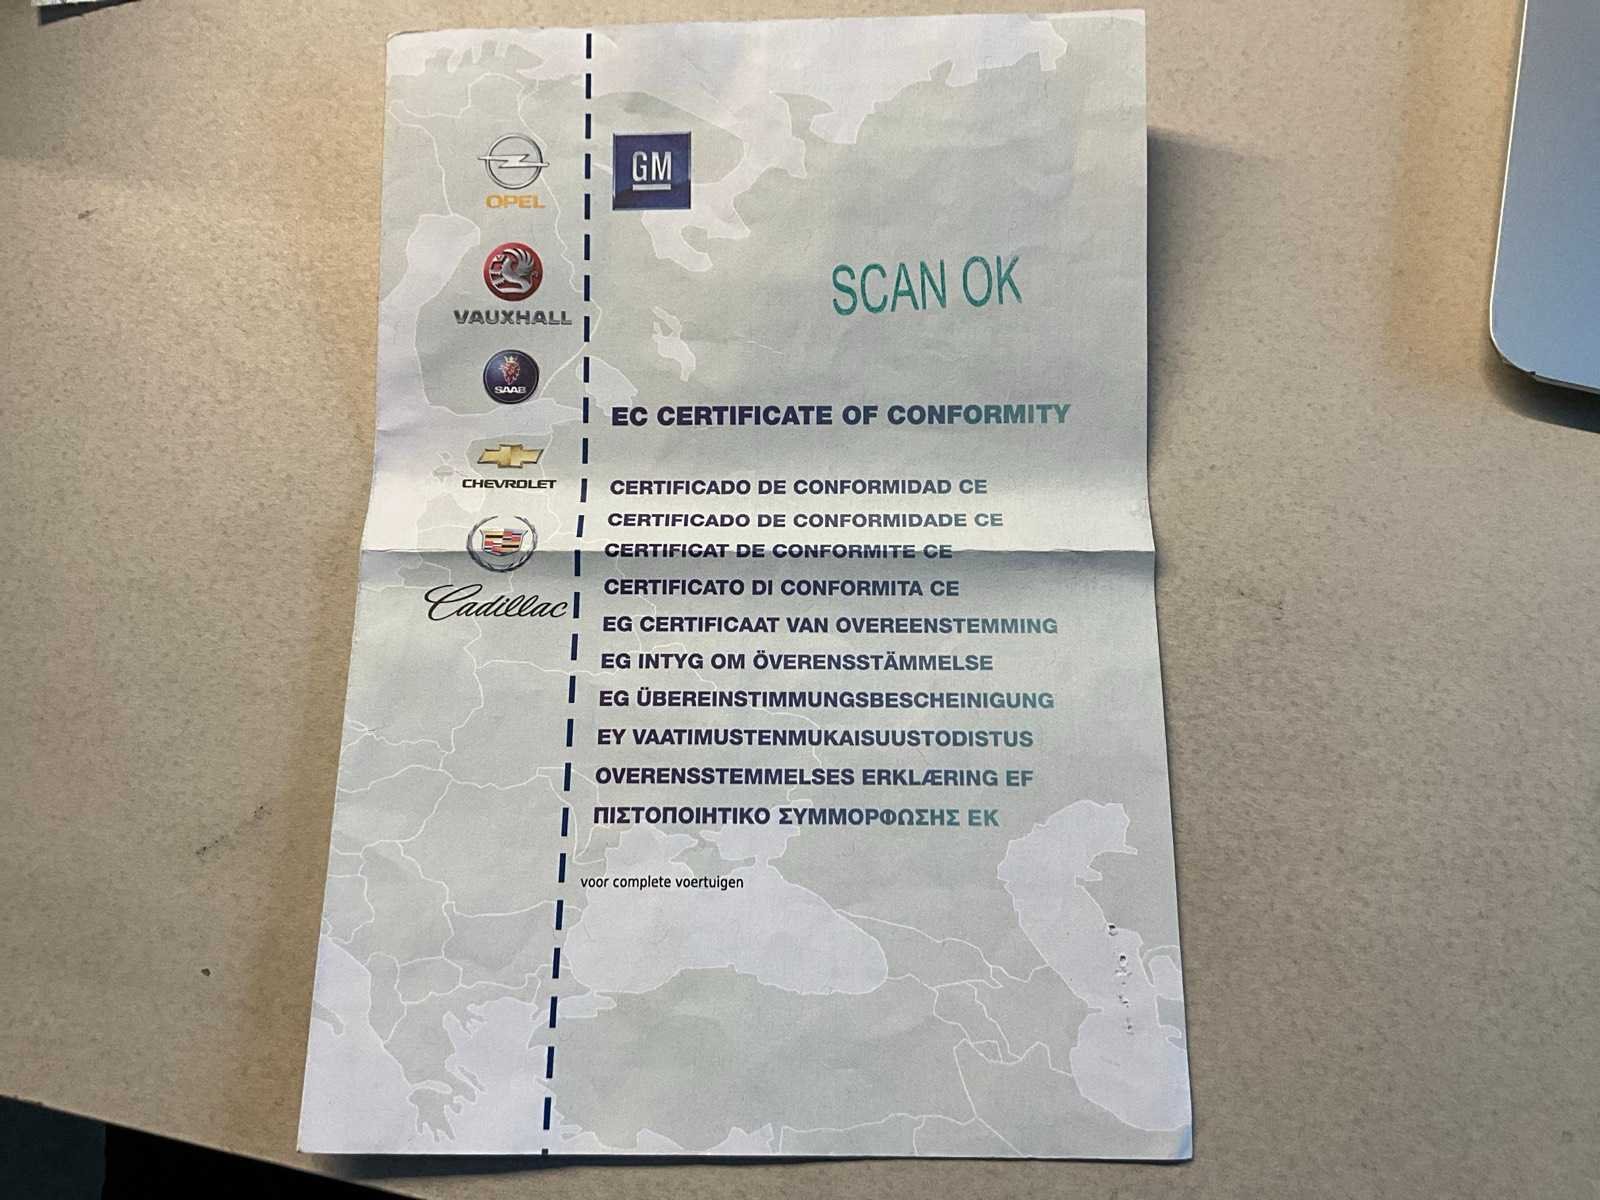 OPEL
VAUXHALL
SAAB
CHEVROLET
Cadillac
GM
SCAN OK
EC CERTIFICATE OF CONFORMITY
CERTIFICADO DE CONFORMIDAD CE
CERTIFICADO DE CONFORMIDADE CE
CERTIFICAT DE CONFORMITE CE
CERTIFICATO DI CONFORMITA CE
EG CERTIFICAAT VAN OVEREENSTEMMING
EG INTYG OM ÖVERENSSTÄMMELSE
EG ÜBEREINSTIMMUNGSBESCHEINIGUNG
EY VAATIMUSTENMUKAISUUSTODISTUS
OVERENSSTEMMELSES ERKLÆRING EF
ΠΙΣΤΟΠΟΙΗΤΙΚΟ ΣΥΜΜΟΡΦΩΣΗΣ ΕΚ
voor complete voertuigen